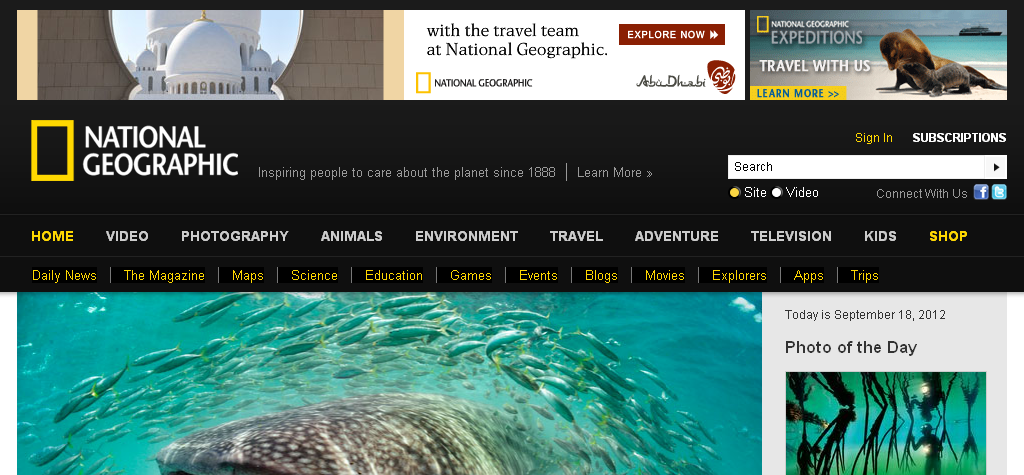 with the travel team
at National Geographic.
EXPLORE NOW
NATIONAL GEOGRAPHIC
Abu Dhabi
NATIONAL GEOGRAPHIC
EXPEDITIONS
TRAVEL WITH US
LEARN MORE >>
NATIONAL
GEOGRAPHIC
Inspiring people to care about the planet since 1888 | Learn More »
Sign In SUBSCRIPTIONS
Search
Site Video Connect With Us
HOME VIDEO PHOTOGRAPHY ANIMALS ENVIRONMENT TRAVEL ADVENTURE TELEVISION KIDS SHOP
Daily News | The Magazine | Maps | Science | Education | Games | Events | Blogs | Movies | Explorers | Apps | Trips
Today is September 18, 2012
Photo of the Day